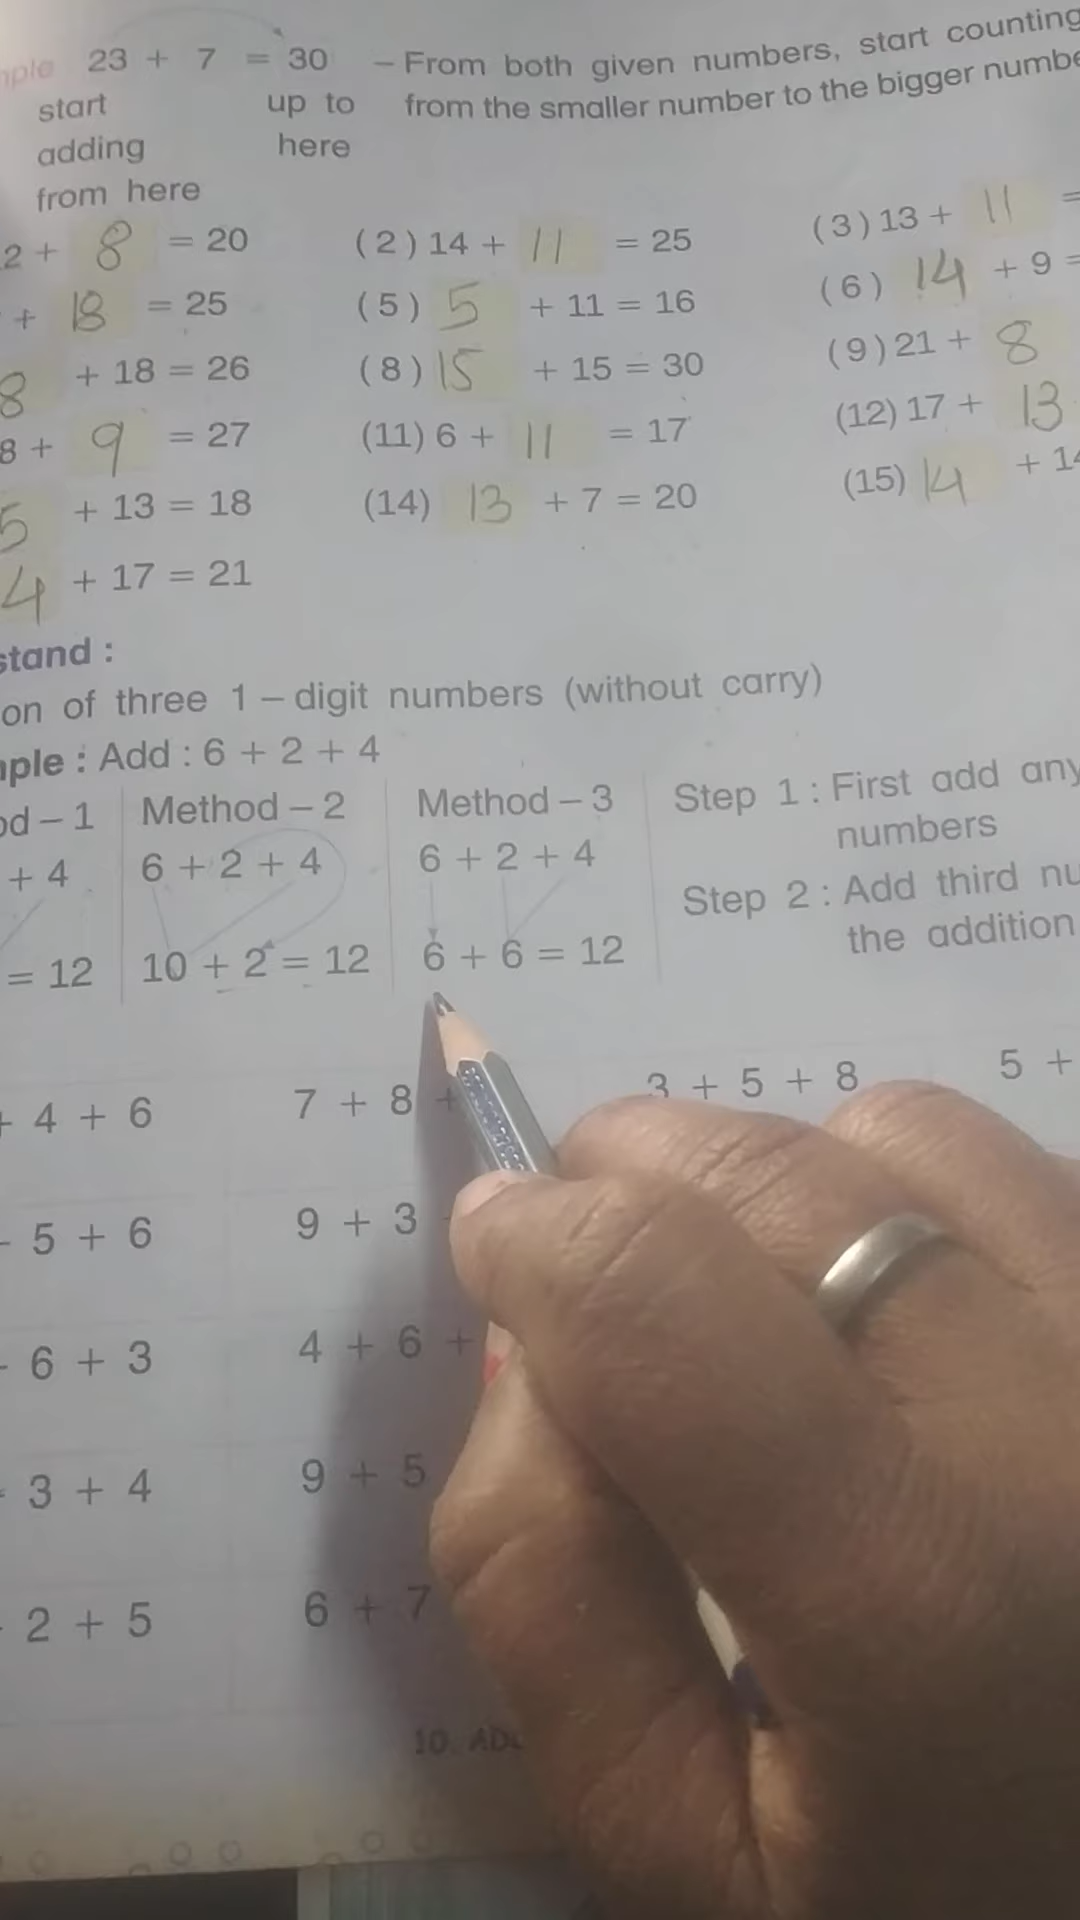 23 + 7 = 30 – From both given numbers, start counting
start up to from the smaller number to the bigger
adding here
from here
2 + 8 = 20 (2) 14 + 11 = 25 (3) 13 + 11 =
+ 18 = 25 (5) 5 + 11 = 16 (6) 14 + 9 =
8 + 18 = 26 (8) 15 + 15 = 30 (9) 21 + 8
8 + 9 = 27 (11) 6 + 11 = 17 (12) 17 + 13
5 + 13 = 18 (14) 13 + 7 = 20 (15) 14 + 14
4 + 17 = 21
stand :
on of three 1 – digit numbers (without carry)
mple : Add : 6 + 2 + 4
od – 1 Method – 2 Method – 3 Step 1 : First add any
+ 4 6 + 2 + 4 6 + 2 + 4 numbers
Step 2 : Add third nu
= 12 10 + 2 = 12 6 + 6 = 12 the addition
+ 4 + 6 7 + 8 + 3 + 5 + 8 5 +
- 5 + 6 9 + 3
- 6 + 3 4 + 6 +
3 + 4 9 + 5
2 + 5 6 + 7
10. AD